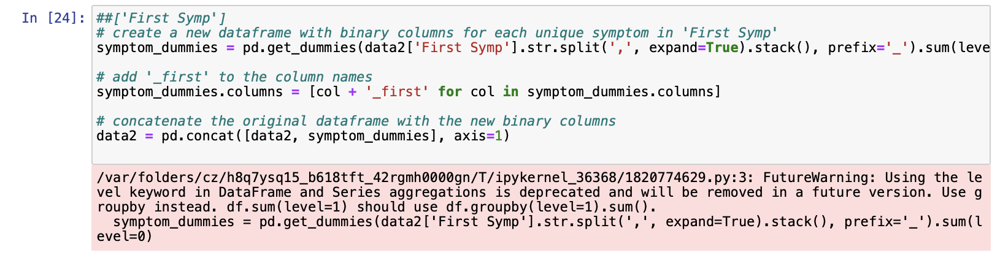 In [24]: ##['First Symp']
# create a new dataframe with binary columns for each unique symptom in 'First Symp'
symptom_dummies = pd.get_dummies(data2['First Symp'].str.split(',', expand=True).stack(), prefix='_').sum(leve

# add '_first' to the column names
symptom_dummies.columns = [col + '_first' for col in symptom_dummies.columns]

# concatenate the original dataframe with the new binary columns
data2 = pd.concat([data2, symptom_dummies], axis=1)

/var/folders/cz/h8q7ysq15_b618tft_42rgmh0000gn/T/ipykernel_36368/1820774629.py:3: FutureWarning: Using the le
vel keyword in DataFrame and Series aggregations is deprecated and will be removed in a future version. Use g
roupby instead. df.sum(level=1) should use df.groupby(level=1).sum().
  symptom_dummies = pd.get_dummies(data2['First Symp'].str.split(',', expand=True).stack(), prefix='_').sum(l
evel=0)